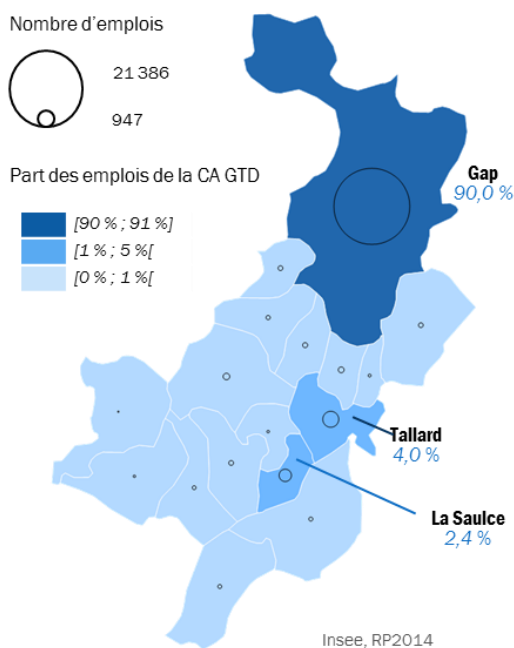 Nombre d'emplois
21 386
947
Part des emplois de la CA GTD
[90 % ; 91 %]
[1 % ; 5 %[
[0 % ; 1 %[
Gap
90,0 %
Tallard
4,0 %
La Saulce
2,4 %
Insee, RP2014